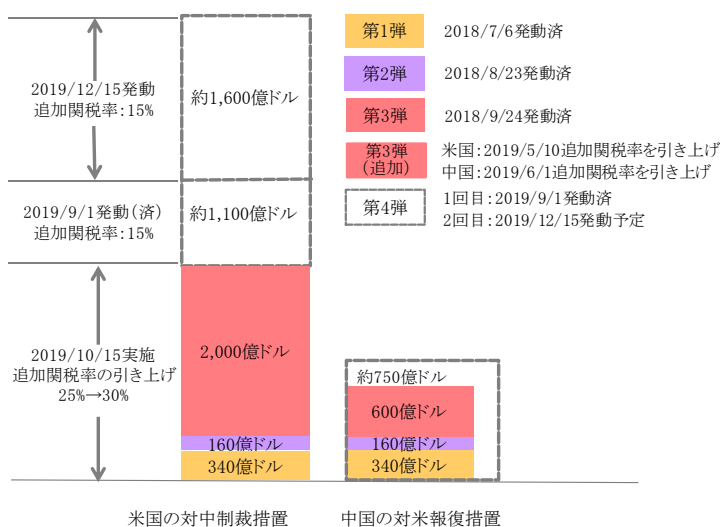 2019/12/15発動
追加関税率:15%
2019/9/1発動(済)
追加関税率:15%
2019/10/15実施
追加関税率の引き上げ
25%→30%
約1,600億ドル
約1,100億ドル
2,000億ドル
160億ドル
340億ドル
米国の対中制裁措置
約750億ドル
600億ドル
160億ドル
340億ドル
中国の対米報復措置
第1弾 2018/7/6発動済
第2弾 2018/8/23発動済
第3弾 2018/9/24発動済
第3弾
(追加)
米国:2019/5/10追加関税率を引き上げ
中国:2019/6/1追加関税率を引き上げ
第4弾
1回目:2019/9/1発動済
2回目:2019/12/15発動予定